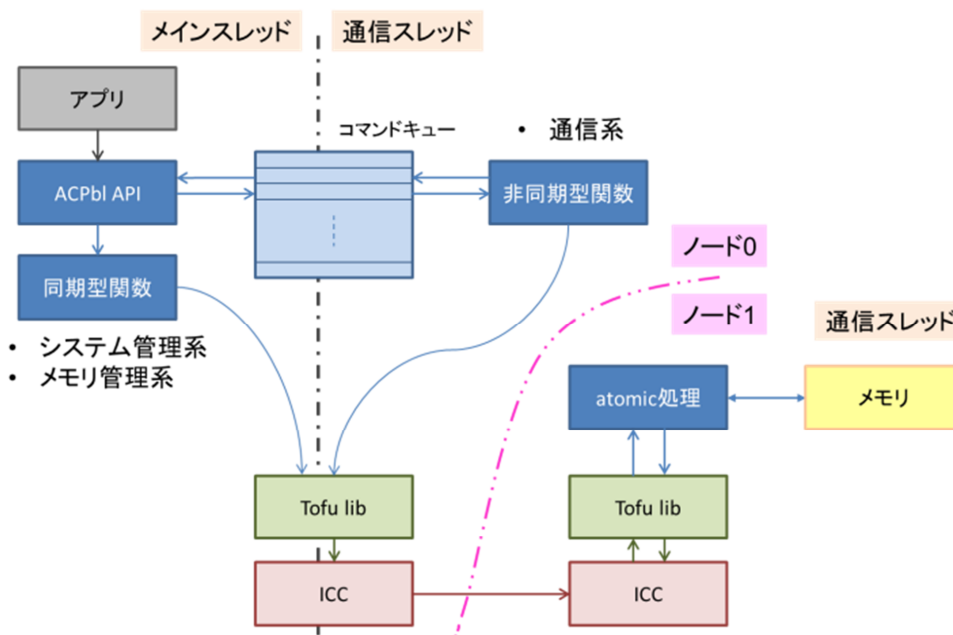 メインスレッド
通信スレッド
アプリ
コマンドキュー
• 通信系
ACPbl API
非同期型関数
同期型関数
ノード0
ノード1
通信スレッド
• システム管理系
• メモリ管理系
atomic処理
メモリ
Tofu lib
Tofu lib
ICC
ICC